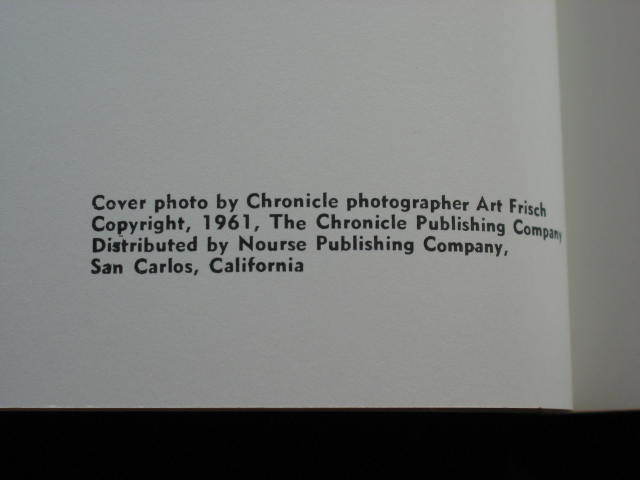 Cover photo by Chronicle photographer Art Frisch
Copyright, 1961, The Chronicle Publishing Company
Distributed by Nourse Publishing Company,
San Carlos, California